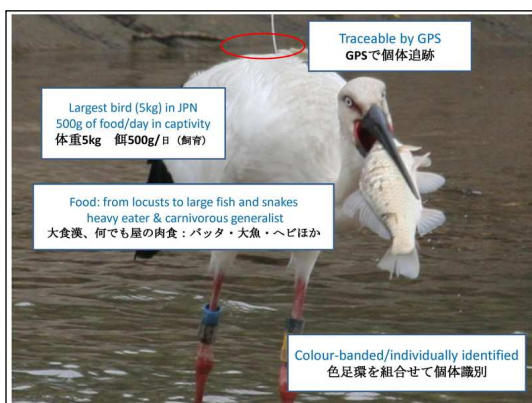 Traceable by GPS
GPSで個体追跡
Largest bird (5kg) in JPN
500g of food/day in captivity
体重5kg　餌500g/日（飼育）
Food: from locusts to large fish and snakes
heavy eater & carnivorous generalist
大食漢、何でも屋の肉食：バッタ・大魚・ヘビほか
Colour-banded/individually identified
色足環を組合せて個体識別